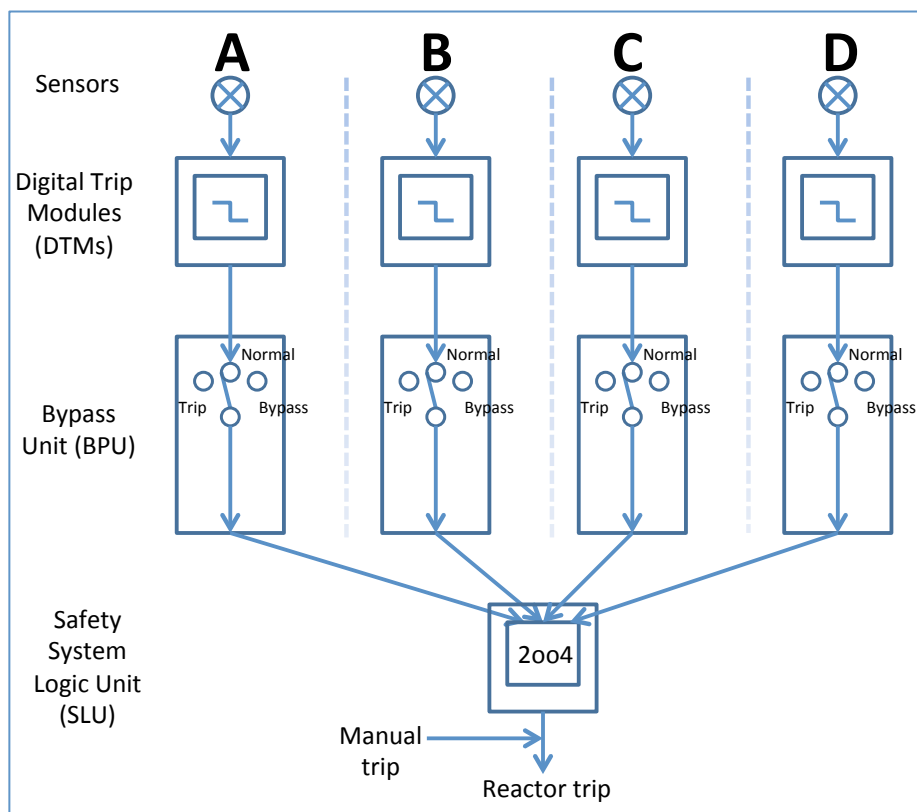 A B C D
Sensors
Digital Trip
Modules
(DTMs)
Normal Normal Normal Normal
Trip Bypass Trip Bypass Trip Bypass Trip Bypass
Bypass
Unit (BPU)
Safety
System
Logic Unit
(SLU)
2oo4
Manual
trip
Reactor trip